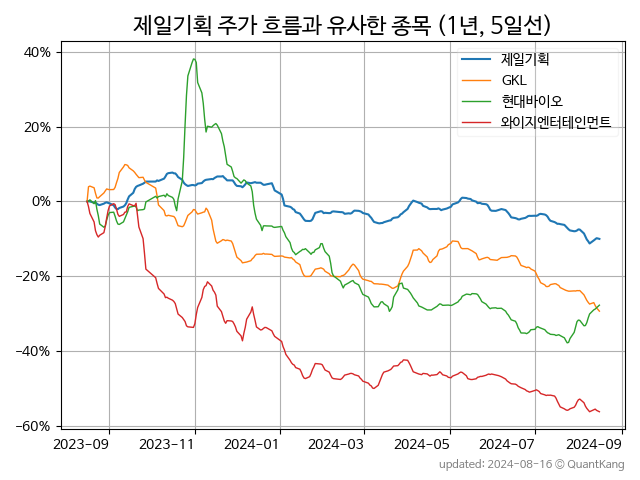 제일기획 주가 흐름과 유사한 종목 (1년, 5일선)
제일기획
GKL
현대바이오
와이지엔터테인먼트
40%
20%
0%
−20%
−40%
−60%
2023-09 2023-11 2024-01 2024-03 2024-05 2024-07 2024-09
updated: 2024-08-16 © QuantKang